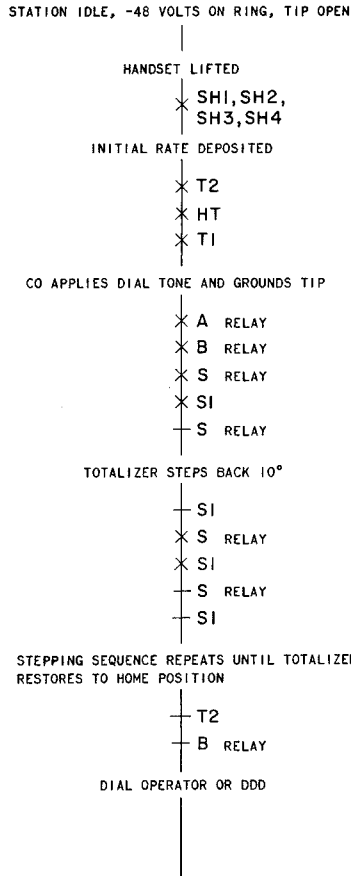 STATION IDLE, -48 VOLTS ON RING, TIP OPEN
HANDSET LIFTED
SH1, SH2,
SH3, SH4
INITIAL RATE DEPOSITED
T2
HT
T1
CO APPLIES DIAL TONE AND GROUNDS TIP
A RELAY
B RELAY
S RELAY
S1
S RELAY
TOTALIZER STEPS BACK 10°
S1
S RELAY
S1
S RELAY
S1
STEPPING SEQUENCE REPEATS UNTIL TOTALIZE
RESTORES TO HOME POSITION
T2
B RELAY
DIAL OPERATOR OR DDD